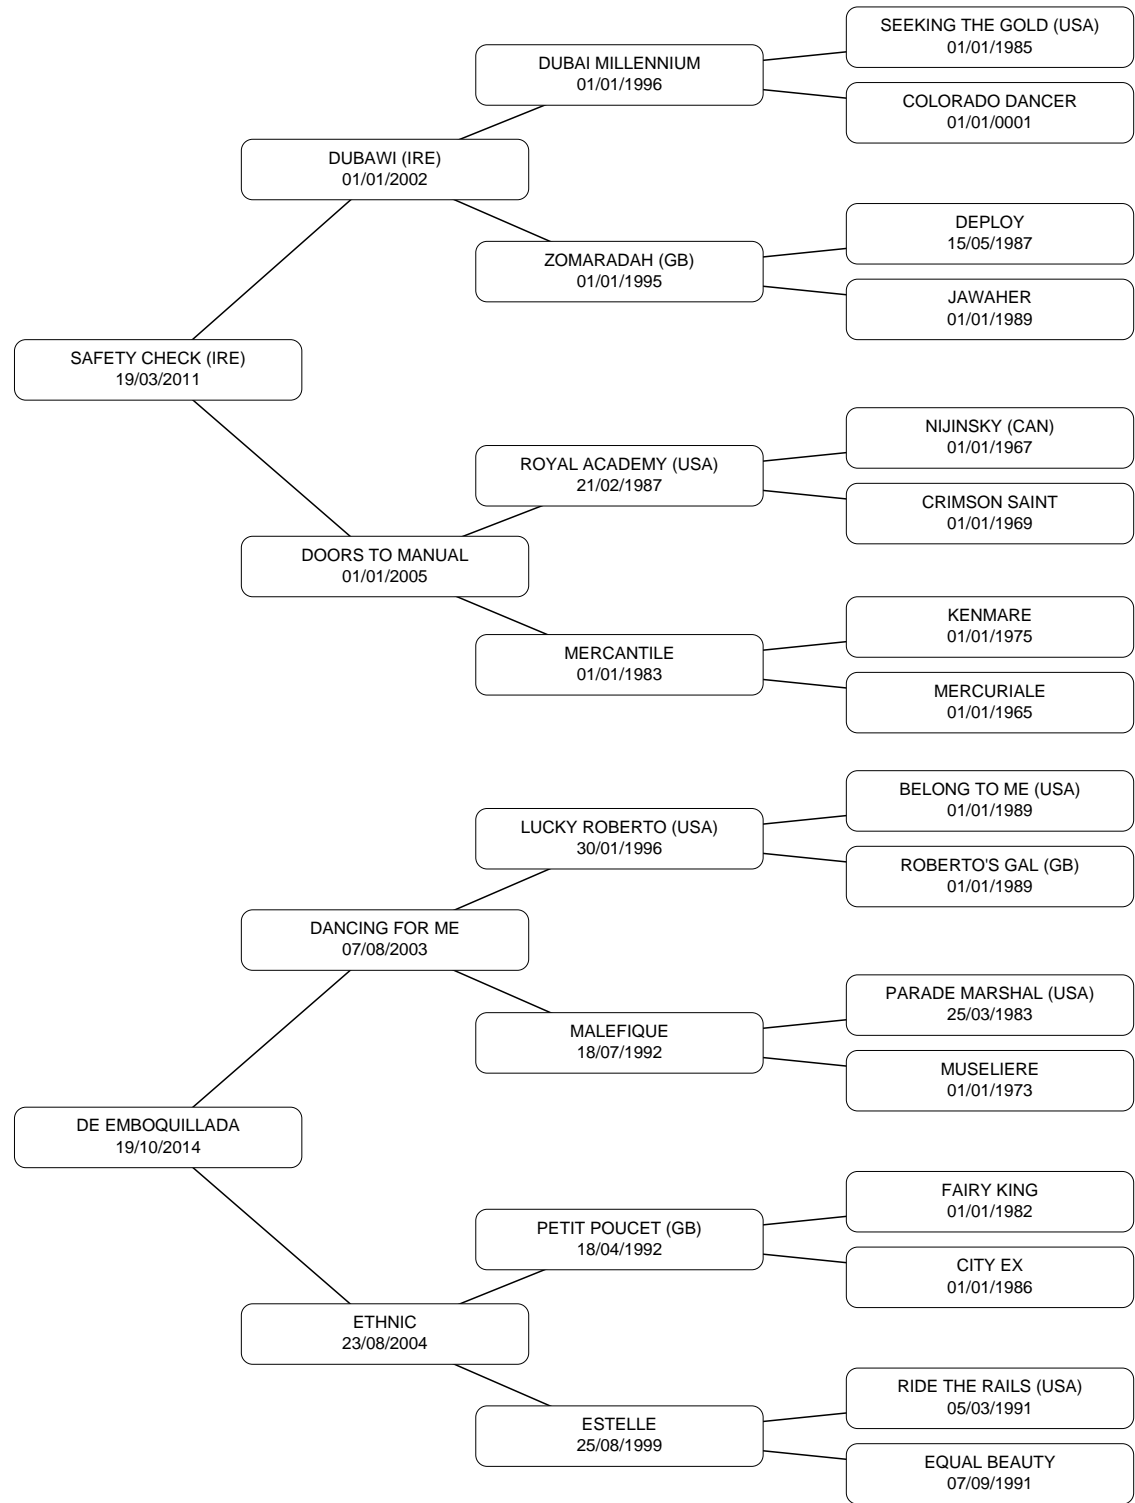 SEEKING THE GOLD (USA)
01/01/1985
DUBAI MILLENNIUM
01/01/1996
COLORADO DANCER
01/01/0001
DUBAWI (IRE)
01/01/2002
DEPLOY
15/05/1987
ZOMARADAH (GB)
01/01/1995
JAWAHER
01/01/1989
SAFETY CHECK (IRE)
19/03/2011
NIJINSKY (CAN)
01/01/1967
ROYAL ACADEMY (USA)
21/02/1987
CRIMSON SAINT
01/01/1969
DOORS TO MANUAL
01/01/2005
KENMARE
01/01/1975
MERCANTILE
01/01/1983
MERCURIALE
01/01/1965
BELONG TO ME (USA)
01/01/1989
LUCKY ROBERTO (USA)
30/01/1996
ROBERTO'S GAL (GB)
01/01/1989
DANCING FOR ME
07/08/2003
PARADE MARSHAL (USA)
25/03/1983
MALEFIQUE
18/07/1992
MUSELIERE
01/01/1973
DE EMBOQUILLADA
19/10/2014
FAIRY KING
01/01/1982
PETIT POUCET (GB)
18/04/1992
CITY EX
01/01/1986
ETHNIC
23/08/2004
RIDE THE RAILS (USA)
05/03/1991
ESTELLE
25/08/1999
EQUAL BEAUTY
07/09/1991